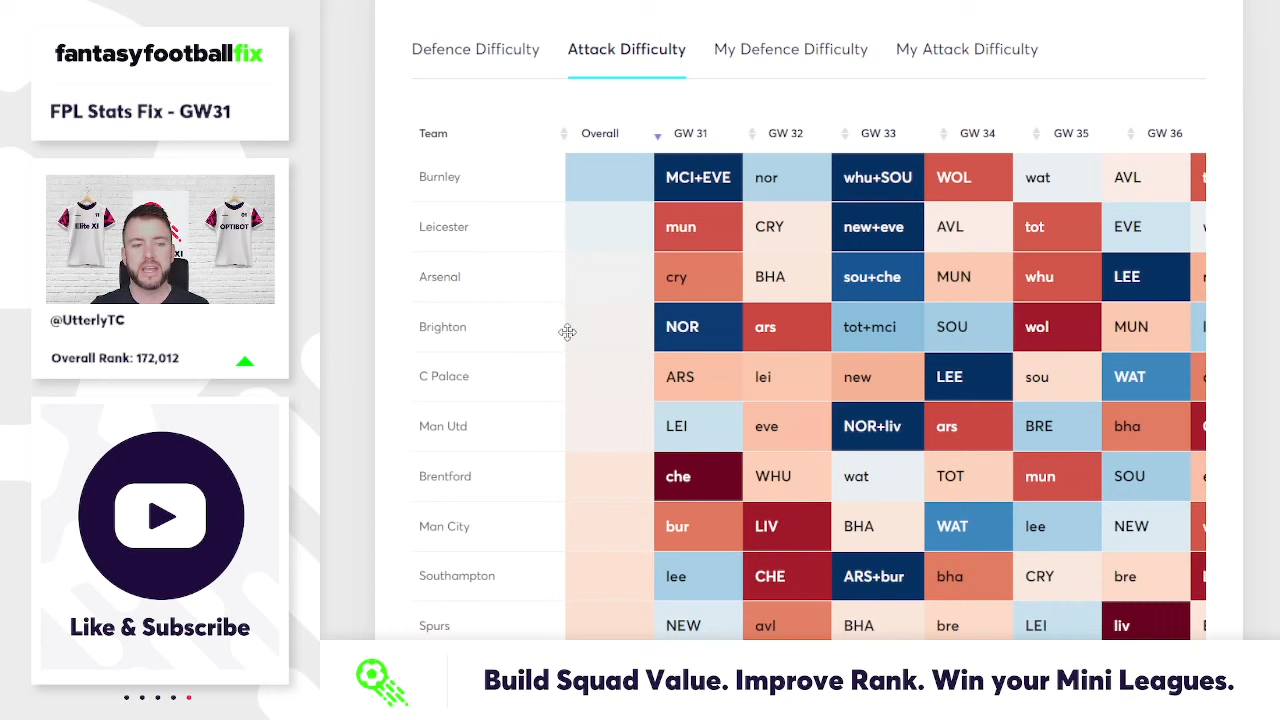 fantasyfootballfix
FPL Stats Fix - GW31
Elite XI
11
XI
01
OPTIBOT
@UtterlyTC
Overall Rank: 172,012
Like & Subscribe
Defence Difficulty Attack Difficulty My Defence Difficulty My Attack Difficulty
Team Overall GW 31 GW 32 GW 33 GW 34 GW 35 GW 36
Burnley MCI+EVE nor whu+SOU WOL wat AVL
Leicester mun CRY new+eve AVL tot EVE
Arsenal cry BHA sou+che MUN whu LEE
Brighton NOR ars tot+mci SOU wol MUN
C Palace ARS lei new LEE sou WAT
Man Utd LEI eve NOR+liv ars BRE bha
Brentford che WHU wat TOT mun SOU
Man City bur LIV BHA WAT lee NEW
Southampton lee CHE ARS+bur bha CRY bre
Spurs NEW avl BHA bre LEI liv
Build Squad Value. Improve Rank. Win your Mini Leagues.